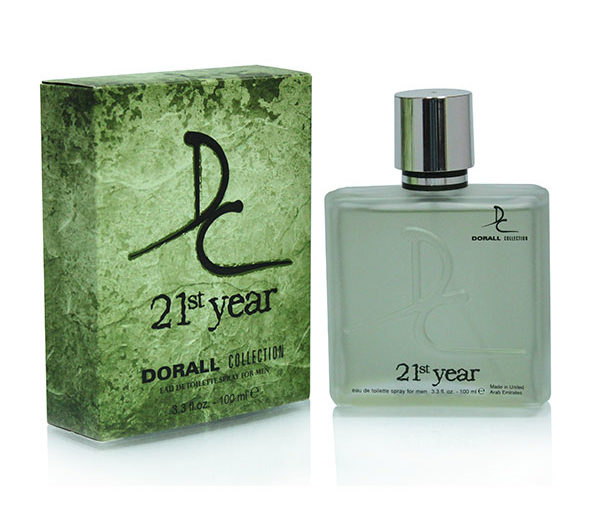 DC
21st year
DORALL COLLECTION
EAU DE TOILETTE SPRAY FOR MEN
3.3 fl.oz. - 100 ml e
DC
DORALL COLLECTION
DC
21st year
eau de toilette spray for men 3.3 fl. oz. - 100 ml e
Made in United
Arab Emirates